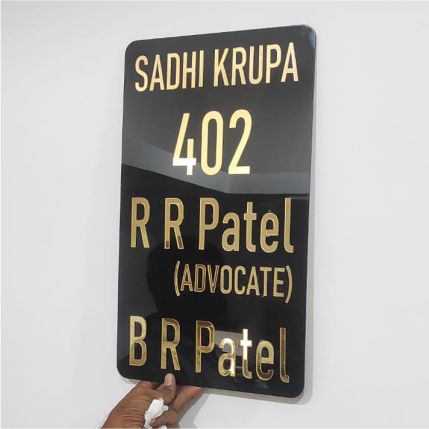 SADHI KRUPA
402
R R Patel
(ADVOCATE)
B R Patel